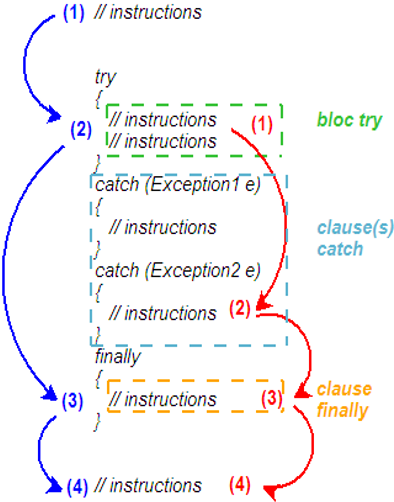 (1) // instructions
try
{
(2) // instructions (1) bloc try
// instructions
}
catch (Exception1 e)
{
// instructions clause(s)
} catch
catch (Exception2 e)
{
// instructions (2)
}
finally
{
(3) // instructions (3) clause
} finally
(4) // instructions (4)